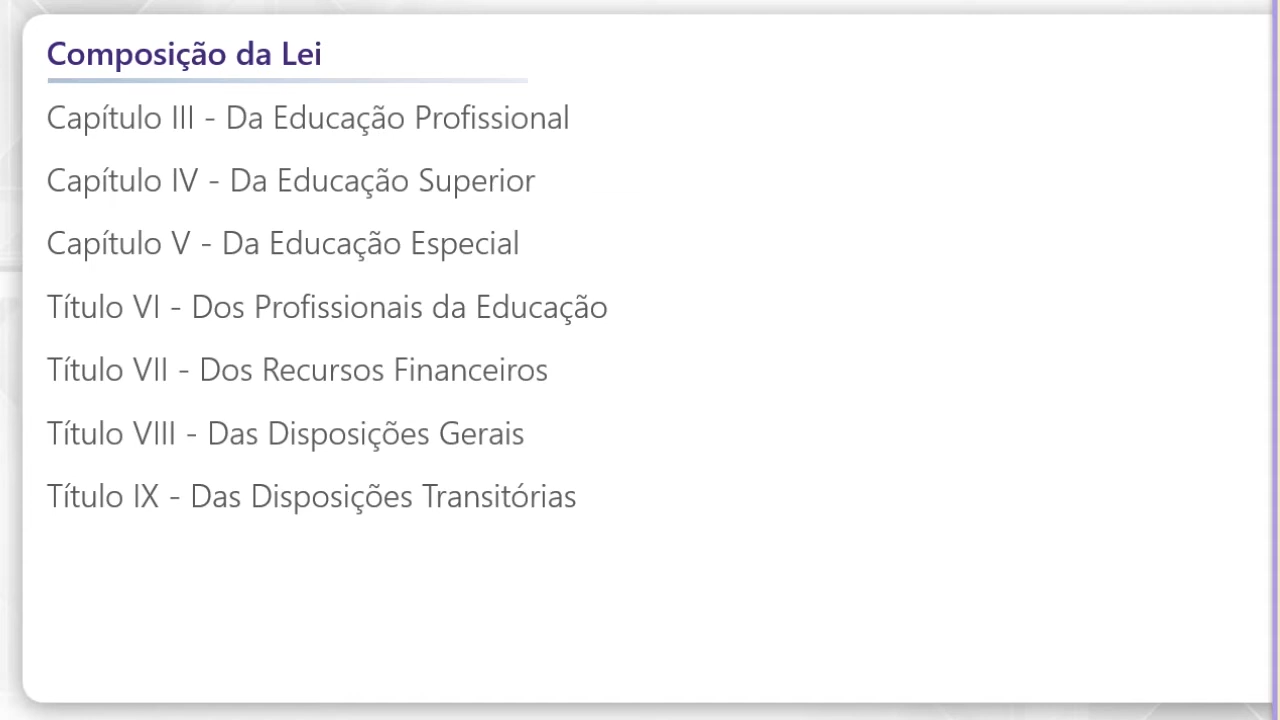 Composição da Lei
Capítulo III - Da Educação Profissional
Capítulo IV - Da Educação Superior
Capítulo V - Da Educação Especial
Título VI - Dos Profissionais da Educação
Título VII - Dos Recursos Financeiros
Título VIII - Das Disposições Gerais
Título IX - Das Disposições Transitórias